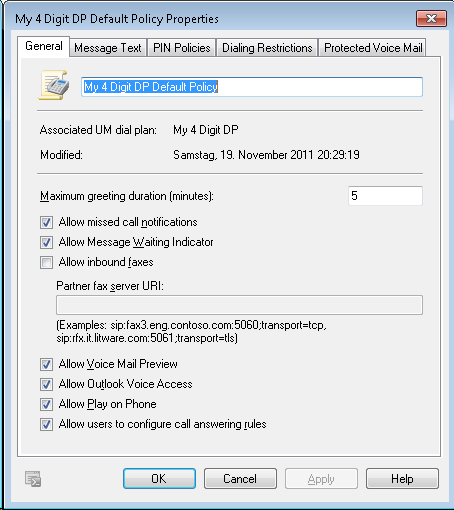 My 4 Digit DP Default Policy Properties
General Message Text PIN Policies Dialing Restrictions Protected Voice Mail
My 4 Digit DP Default Policy
Associated UM dial plan: My 4 Digit DP
Modified: Samstag, 19. November 2011 20:29:19
Maximum greeting duration (minutes): 5
Allow missed call notifications
Allow Message Waiting Indicator
Allow inbound faxes
Partner fax server URI:
(Examples: sip:fax3.eng.contoso.com:5060;transport=tcp,
sip:rfx.it.litware.com:5061;transport=tls)
Allow Voice Mail Preview
Allow Outlook Voice Access
Allow Play on Phone
Allow users to configure call answering rules
OK Cancel Apply Help